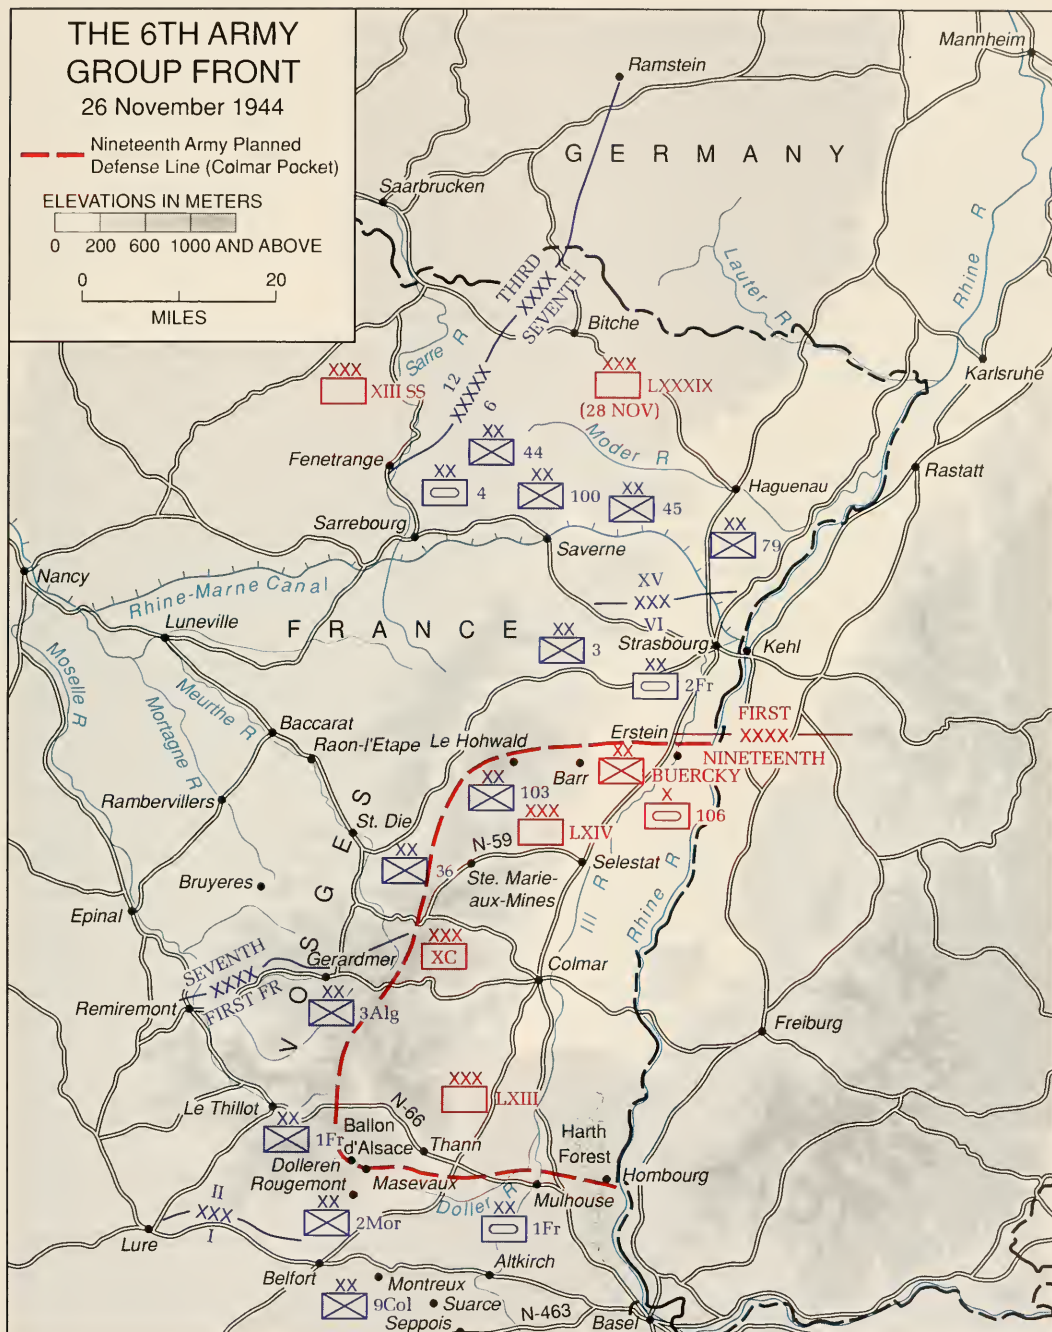 THE 6TH ARMY
GROUP FRONT
26 November 1944
Nineteenth Army Planned
Defense Line (Colmar Pocket)
ELEVATIONS IN METERS
0 200 600 1000 AND ABOVE
0 20
MILES
Mannheim
Ramstein
GERMANY
Saarbrucken
Rhine R
Lauter R
THIRD
XXXX
SEVENTH
Bitche
Sarre R
Karlsruhe
XXX
XIII SS
12
XXXXX
6
XXX
LXXXIX
(28 NOV)
Moder R
XX
44
Fenetrange
XX
4
XX
100
XX
45
Haguenau
Rastatt
Sarrebourg
Saverne
XX
79
Nancy
Rhine-Marne Canal
XV
XXX
VI
Luneville
FRANCE
XX
3
Strasbourg
Kehl
XX
2Fr
Moselle R
Meurthe R
Mortagne R
Baccarat
Raon-l'Etape
Le Hohwald
Erstein
FIRST
XXXX
NINETEENTH
Barr
XX
BUERCKY
XX
103
X
106
Rambervillers
St. Die
XXX
LXIV
N-59
Selestat
XX
36
Ste. Marie-
aux-Mines
Bruyeres
VOSGES
Ill R
Rhine R
Epinal
XXX
XC
SEVENTH
XXXX
FIRST FR
Gerardmer
Colmar
Remiremont
XX
3Alg
Freiburg
XXX
LXIII
Le Thillot
N-66
XX
1Fr
Ballon
d'Alsace
Thann
Harth
Forest
Dolleren
Rougemont
Masevaux
Hombourg
Mulhouse
Doller R
II
XXX
I
XX
2Mor
XX
1Fr
Lure
Belfort
Altkirch
Montreux
XX
9Col
Suarce
N-463
Seppois
Basel